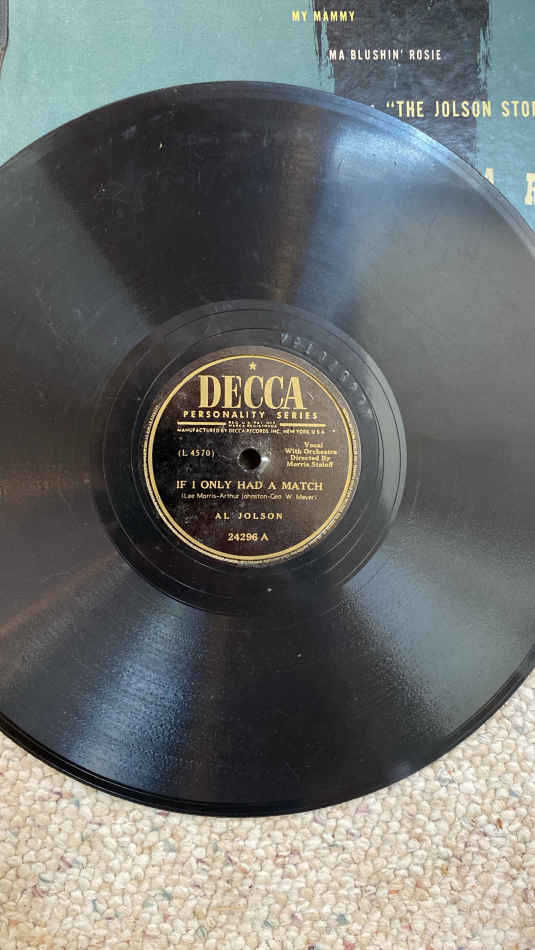 MY MAMMY
MA BLUSHIN' ROSIE
"THE JOLSON STO
DECCA
PERSONALITY SERIES
MANUFACTURED BY DECCA RECORDS INC. NEW YORK U S A
(L 4570)
Vocal
With Orchestra
Directed By
Morris Stoloff
IF I ONLY HAD A MATCH
(Lee Morris-Arthur Johnston-Geo. W. Meyer)
AL JOLSON
24296 A